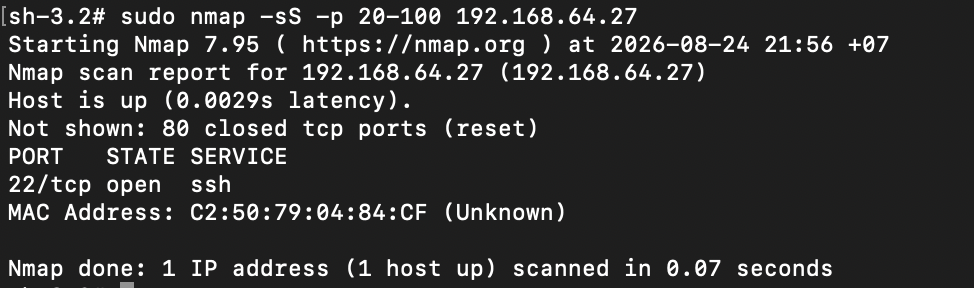 [sh-3.2# sudo nmap -sS -p 20-100 192.168.64.27
Starting Nmap 7.95 ( https://nmap.org ) at 2026-08-24 21:56 +07
Nmap scan report for 192.168.64.27 (192.168.64.27)
Host is up (0.0029s latency).
Not shown: 80 closed tcp ports (reset)
PORT   STATE SERVICE
22/tcp open  ssh
MAC Address: C2:50:79:04:84:CF (Unknown)

Nmap done: 1 IP address (1 host up) scanned in 0.07 seconds